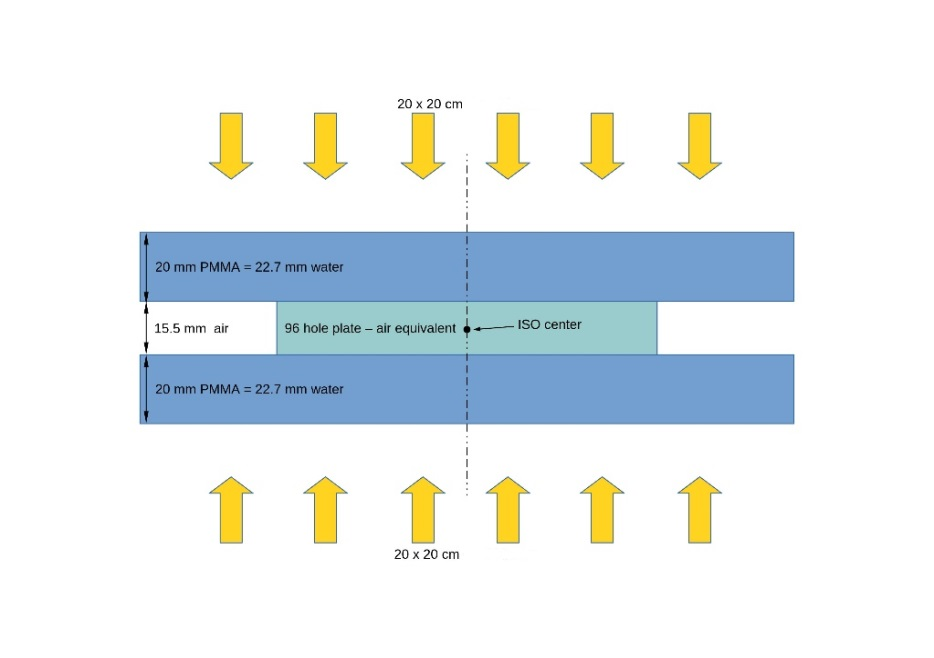 20 x 20 cm
20 mm PMMA = 22.7 mm water
15.5 mm air
96 hole plate – air equivalent
ISO center
20 mm PMMA = 22.7 mm water
20 x 20 cm